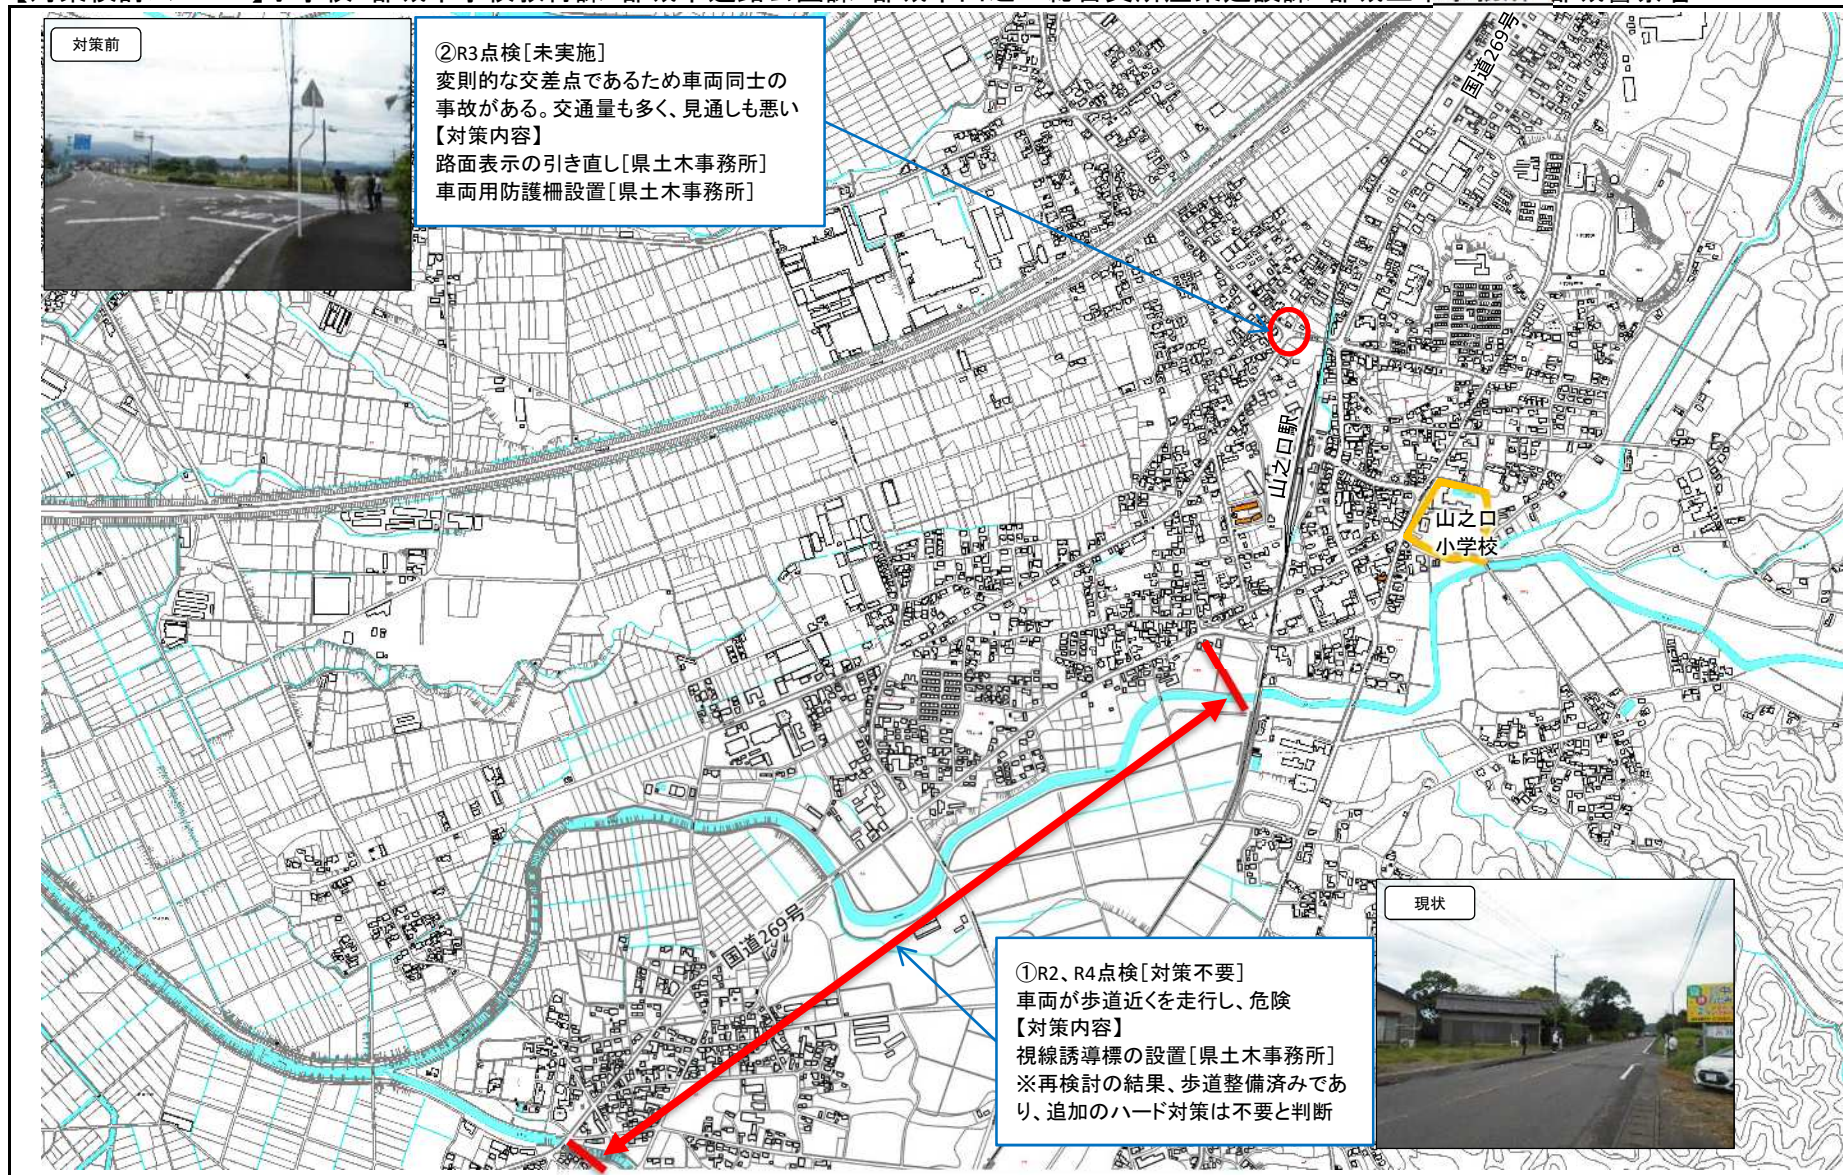 対策前
②R3点検[未実施]
変則的な交差点であるため車両同士の
事故がある。交通量も多く、見通しも悪い
【対策内容】
路面表示の引き直し[県土木事務所]
車両用防護柵設置[県土木事務所]
国道269号
山之口駅
山之口
小学校
国道269号
①R2、R4点検[対策不要]
車両が歩道近くを走行し、危険
【対策内容】
視線誘導標の設置[県土木事務所]
※再検討の結果、歩道整備済みであ
り、追加のハード対策は不要と判断
現状